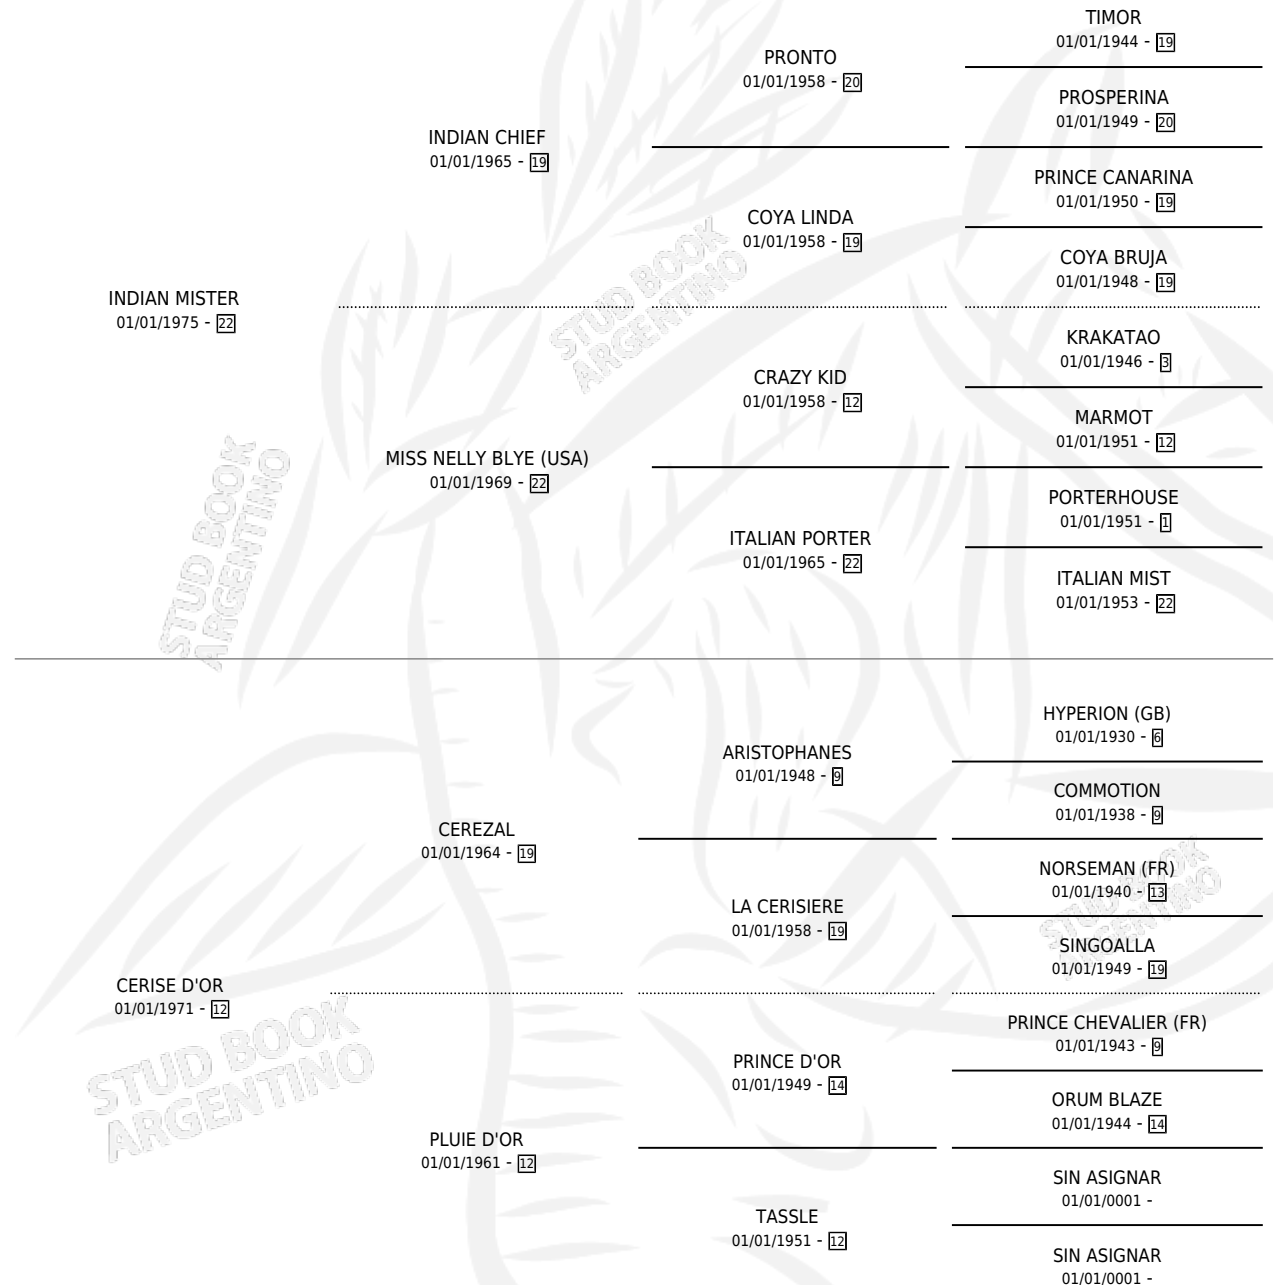 TIMOR
01/01/1944 - 19
PRONTO
01/01/1958 - 20
PROSPERINA
01/01/1949 - 20
INDIAN CHIEF
01/01/1965 - 19
PRINCE CANARINA
01/01/1950 - 19
COYA LINDA
01/01/1958 - 19
COYA BRUJA
01/01/1948 - 19
INDIAN MISTER
01/01/1975 - 22
KRAKATAO
01/01/1946 - 3
CRAZY KID
01/01/1958 - 12
MARMOT
01/01/1951 - 12
MISS NELLY BLYE (USA)
01/01/1969 - 22
PORTERHOUSE
01/01/1951 - 1
ITALIAN PORTER
01/01/1965 - 22
ITALIAN MIST
01/01/1953 - 22
STUD BOOK
ARGENTINO
STUD BOOK
ARGENTINO
HYPERION (GB)
01/01/1930 - 6
ARISTOPHANES
01/01/1948 - 9
COMMOTION
01/01/1938 - 9
CEREZAL
01/01/1964 - 19
NORSEMAN (FR)
01/01/1940 - 13
LA CERISIERE
01/01/1958 - 19
SINGOALLA
01/01/1949 - 19
CERISE D'OR
01/01/1971 - 12
PRINCE CHEVALIER (FR)
01/01/1943 - 9
PRINCE D'OR
01/01/1949 - 14
ORUM BLAZE
01/01/1944 - 14
PLUIE D'OR
01/01/1961 - 12
SIN ASIGNAR
01/01/0001 -
TASSLE
01/01/1951 - 12
SIN ASIGNAR
01/01/0001 -
STUD BOOK
ARGENTINO
STUD BOOK
ARGENTINO